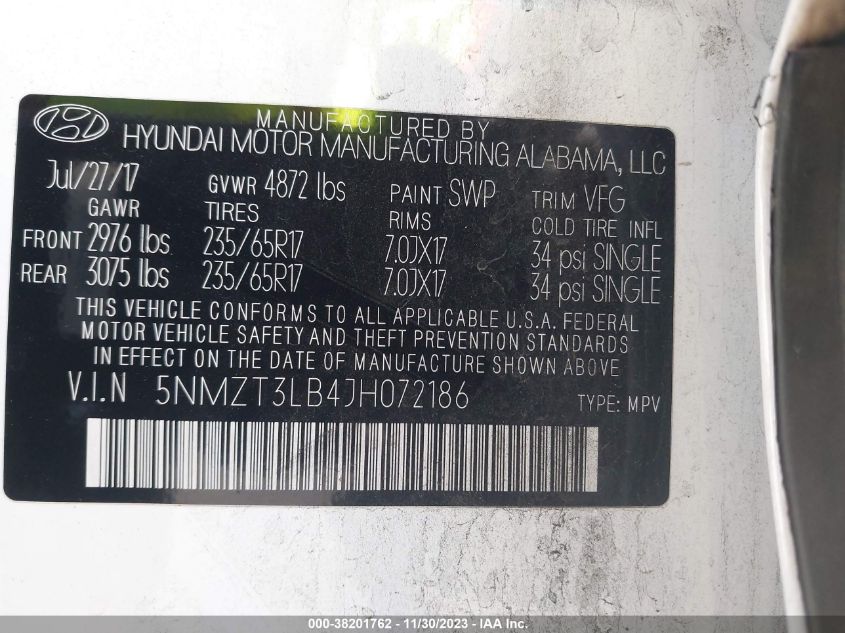 MANUFACTURED BY
HYUNDAI MOTOR MANUFACTURING ALABAMA, LLC
Jul/27/17 GVWR 4872 lbs PAINT SWP TRIM VFG
GAWR TIRES RIMS COLD TIRE INFL
FRONT 2976 lbs 235/65R17 7.0JX17 34 psi SINGLE
REAR 3075 lbs 235/65R17 7.0JX17 34 psi SINGLE
THIS VEHICLE CONFORMS TO ALL APPLICABLE U.S.A. FEDERAL
MOTOR VEHICLE SAFETY AND THEFT PREVENTION STANDARDS
IN EFFECT ON THE DATE OF MANUFACTURE SHOWN ABOVE
V.I.N 5NMZT3LB4JH072186 TYPE: MPV
000-38201762 - 11/30/2023 - IAA Inc.